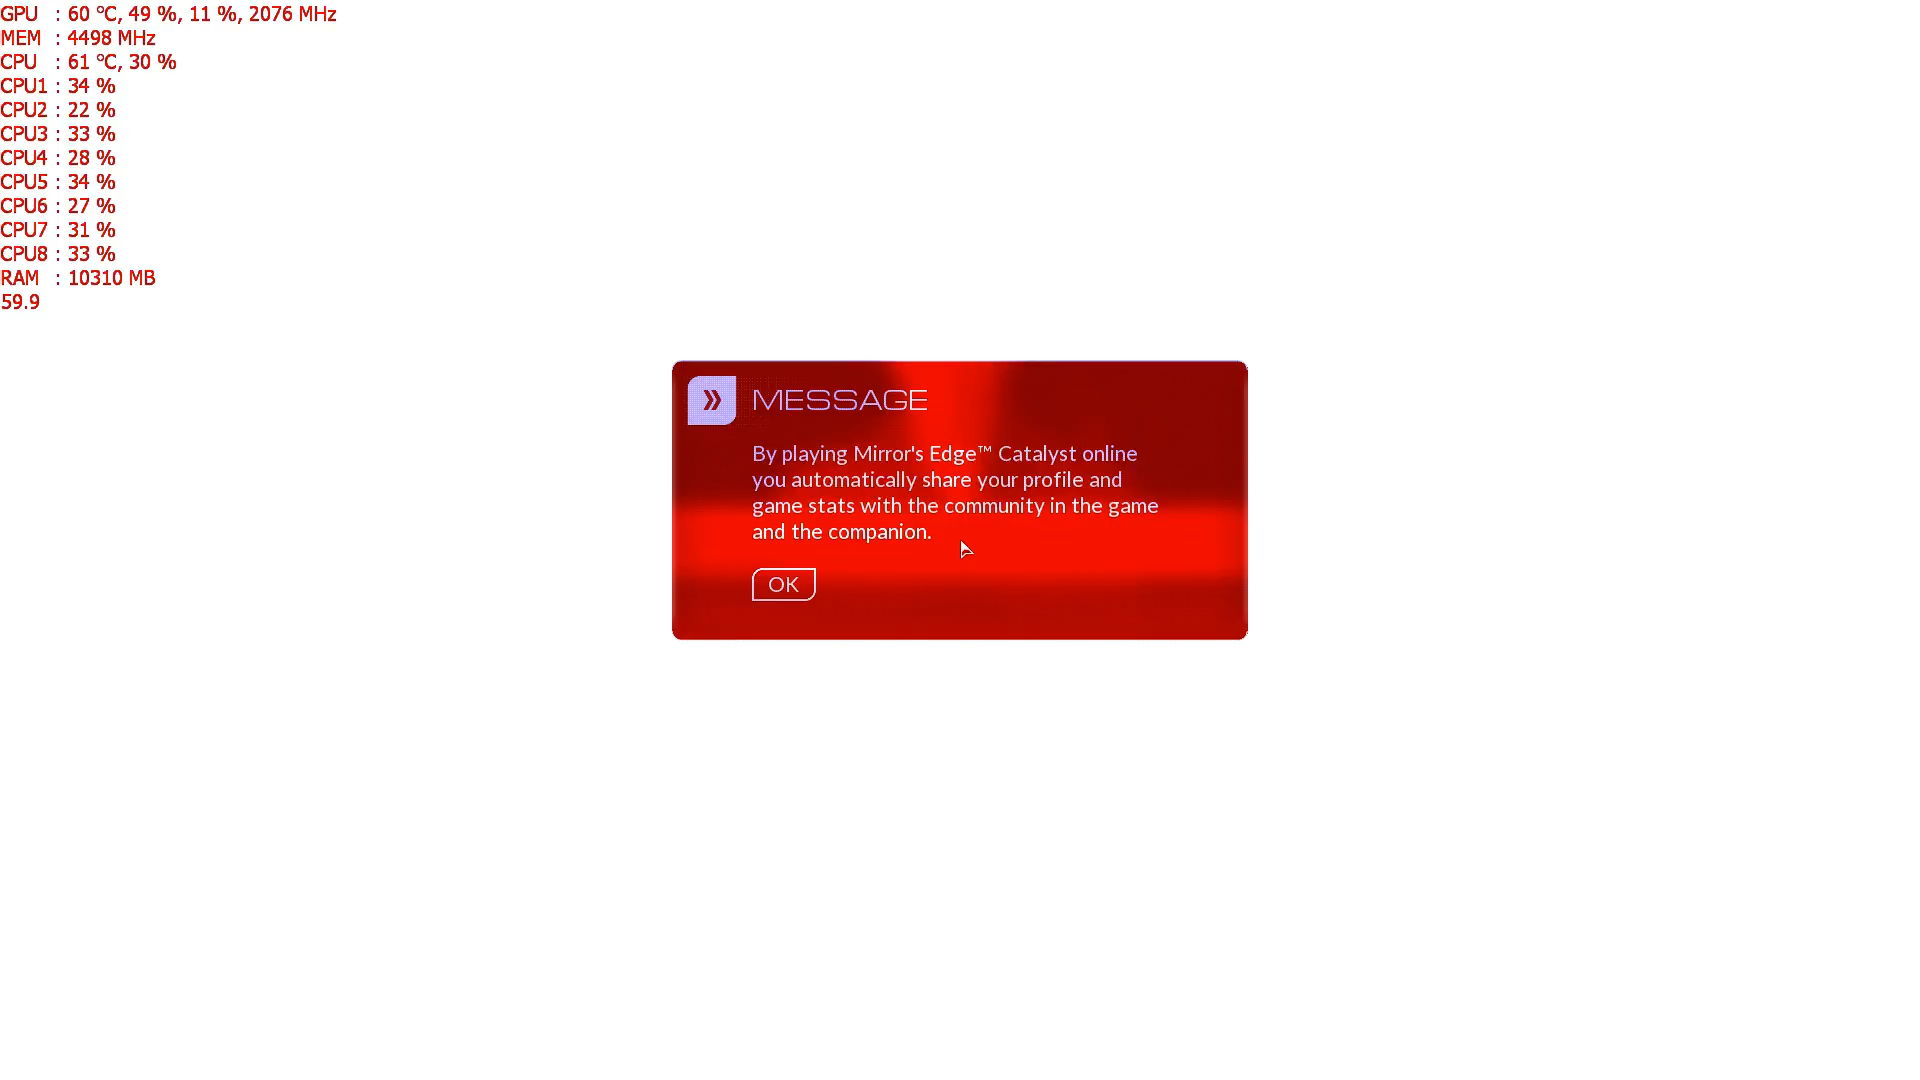 GPU : 60 °C, 49 %, 11 %, 2076 MHz
MEM : 4498 MHz
CPU : 61 °C, 30 %
CPU1 : 34 %
CPU2 : 22 %
CPU3 : 33 %
CPU4 : 28 %
CPU5 : 34 %
CPU6 : 27 %
CPU7 : 31 %
CPU8 : 33 %
RAM : 10310 MB
59.9
MESSAGE
By playing Mirror's Edge™ Catalyst online
you automatically share your profile and
game stats with the community in the game
and the companion.
OK